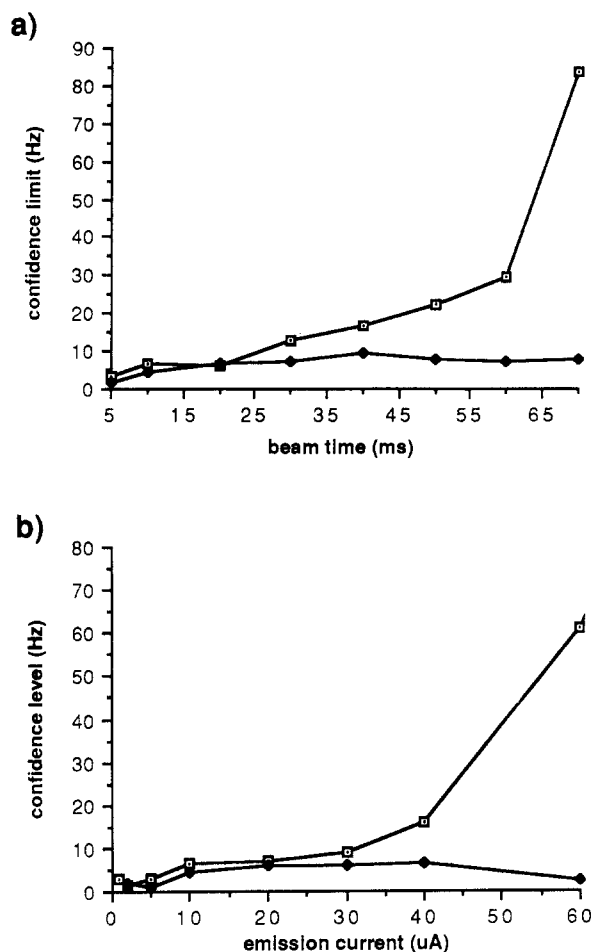 a)
90
80
70
60
50
40
30
20
10
0
confidence limit (Hz)
5 15 25 35 45 55 65
beam time (ms)
b)
80
70
60
50
40
30
20
10
0
confidence level (Hz)
0 10 20 30 40 50 60
emission current (uA)